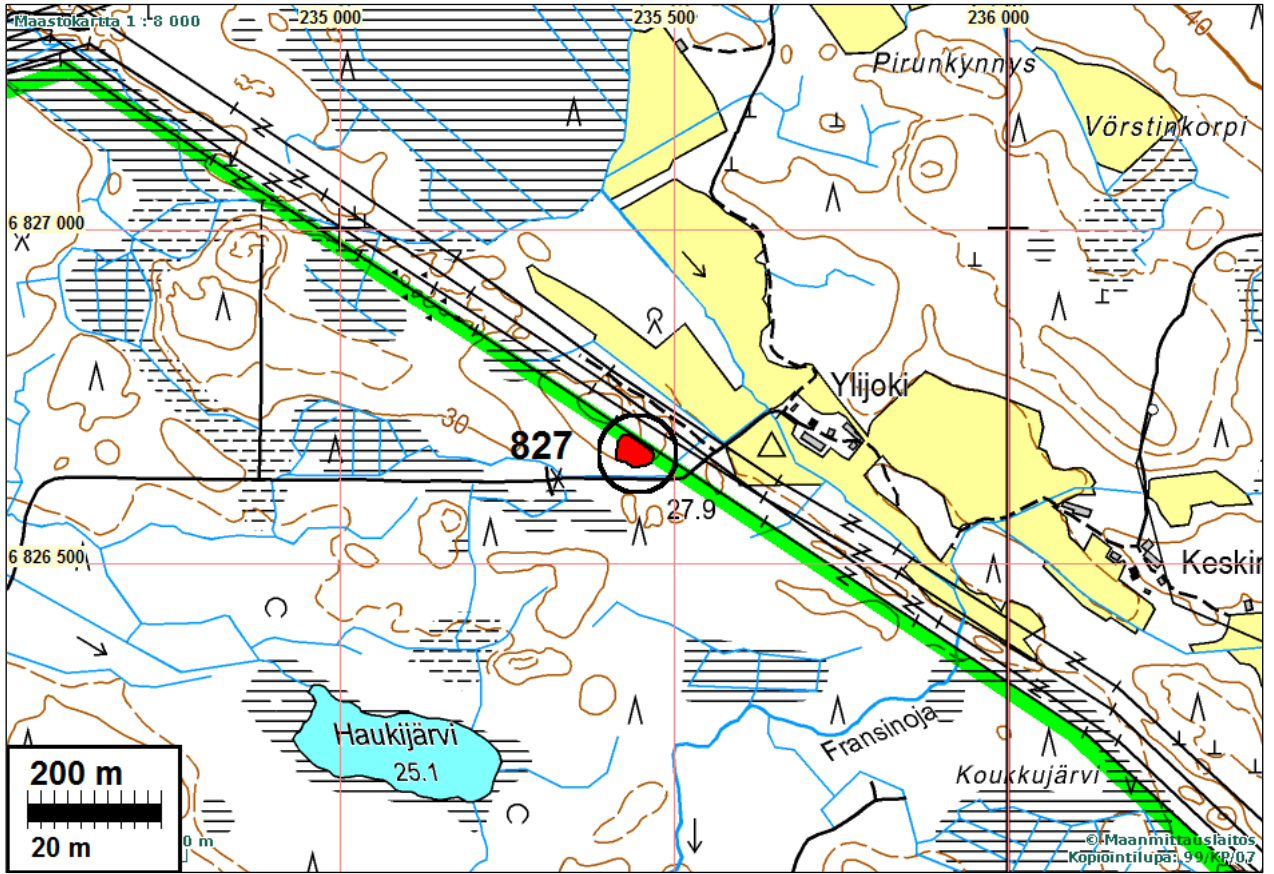 Maastokartta 1 : 8 000
235 000
235 500
236 000
40
Pirunkynnys
Vörstinkorpi
6 827 000
Ylijoki
30
827
27.9
6 826 500
Haukijärvi
25.1
Fransinoja
Koukkujärvi
200 m
20 m
0 m
© Maanmittauslaitos
Kopiointilupa: 99/KP/07